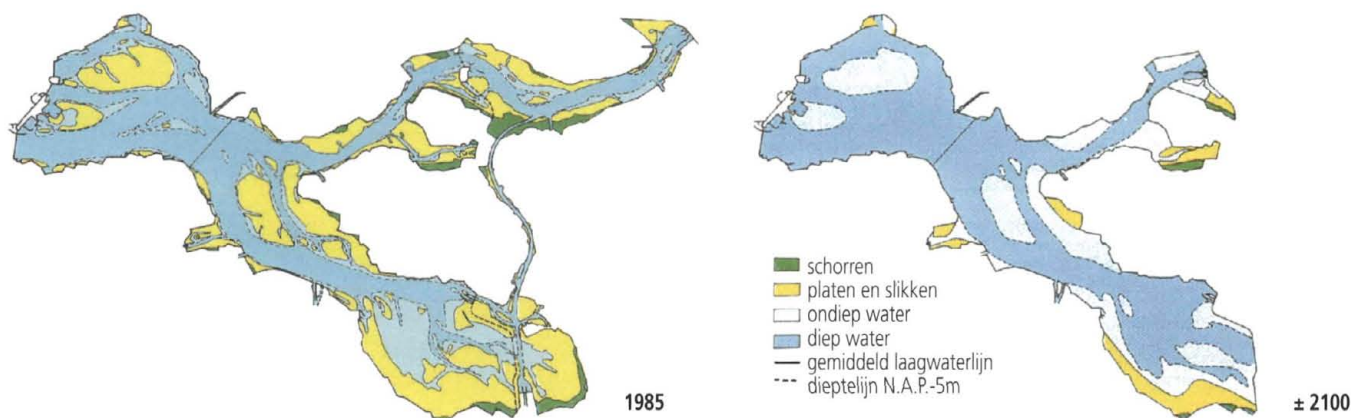 1985
schorren
platen en slikken
ondiep water
diep water
gemiddeld laagwaterlijn
dieptelijn N.A.P.-5m
± 2100